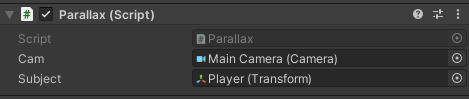 Parallax (Script)
Script Parallax
Cam Main Camera (Camera)
Subject Player (Transform)